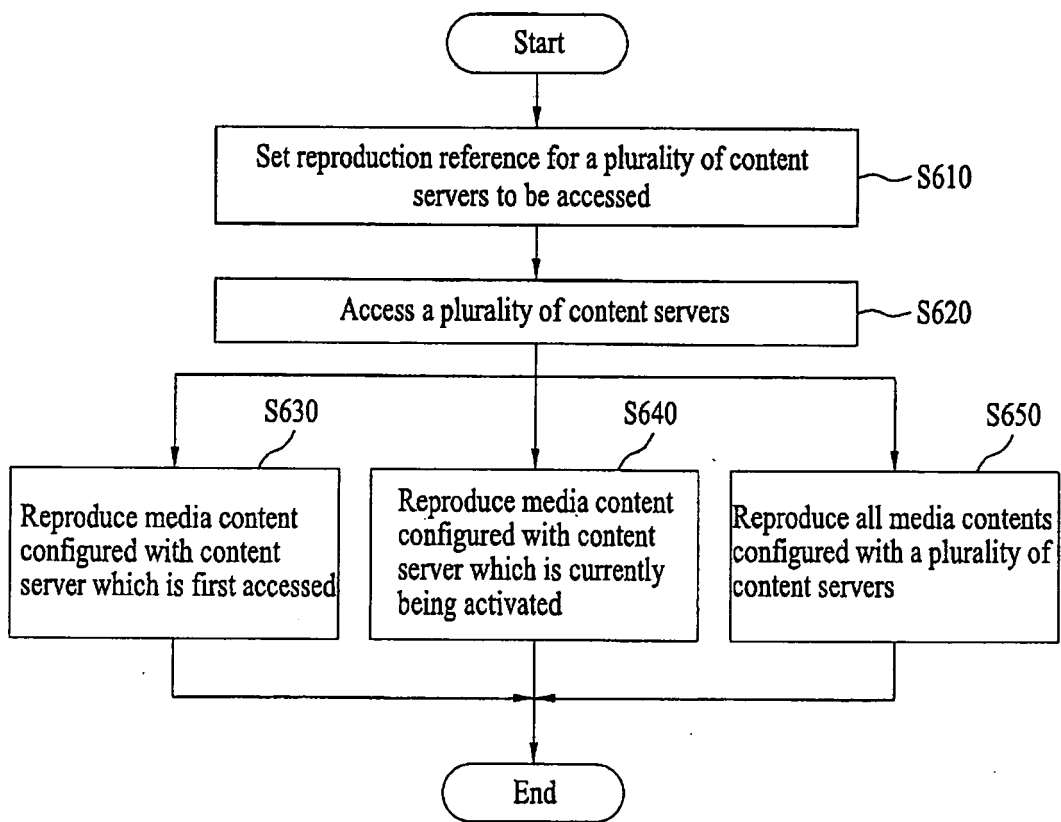 Start
Set reproduction reference for a plurality of content
servers to be accessed
S610
Access a plurality of content servers
S620
S630
Reproduce media content
configured with content
server which is first accessed
S640
Reproduce media content
configured with content
server which is currently
being activated
S650
Reproduce all media contents
configured with a plurality of
content servers
End